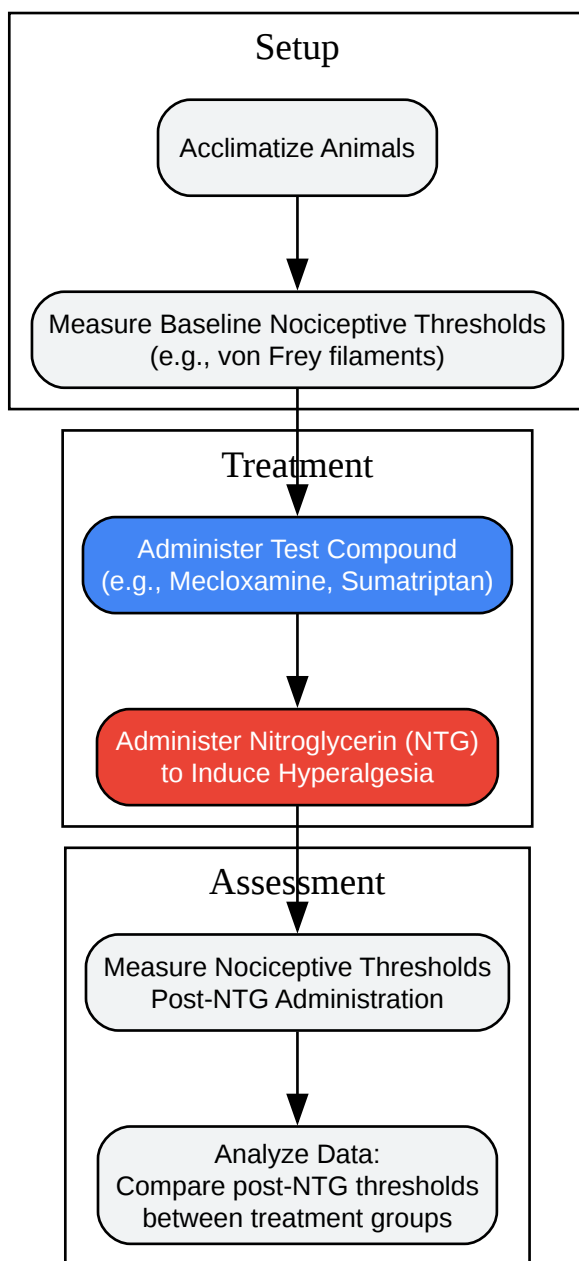 Setup
Acclimatize Animals
Measure Baseline Nociceptive Thresholds
(e.g., von Frey filaments)
Treatment
Administer Test Compound
(e.g., Mecloxamine, Sumatriptan)
Administer Nitroglycerin (NTG)
to Induce Hyperalgesia
Assessment
Measure Nociceptive Thresholds
Post-NTG Administration
Analyze Data:
Compare post-NTG thresholds
between treatment groups